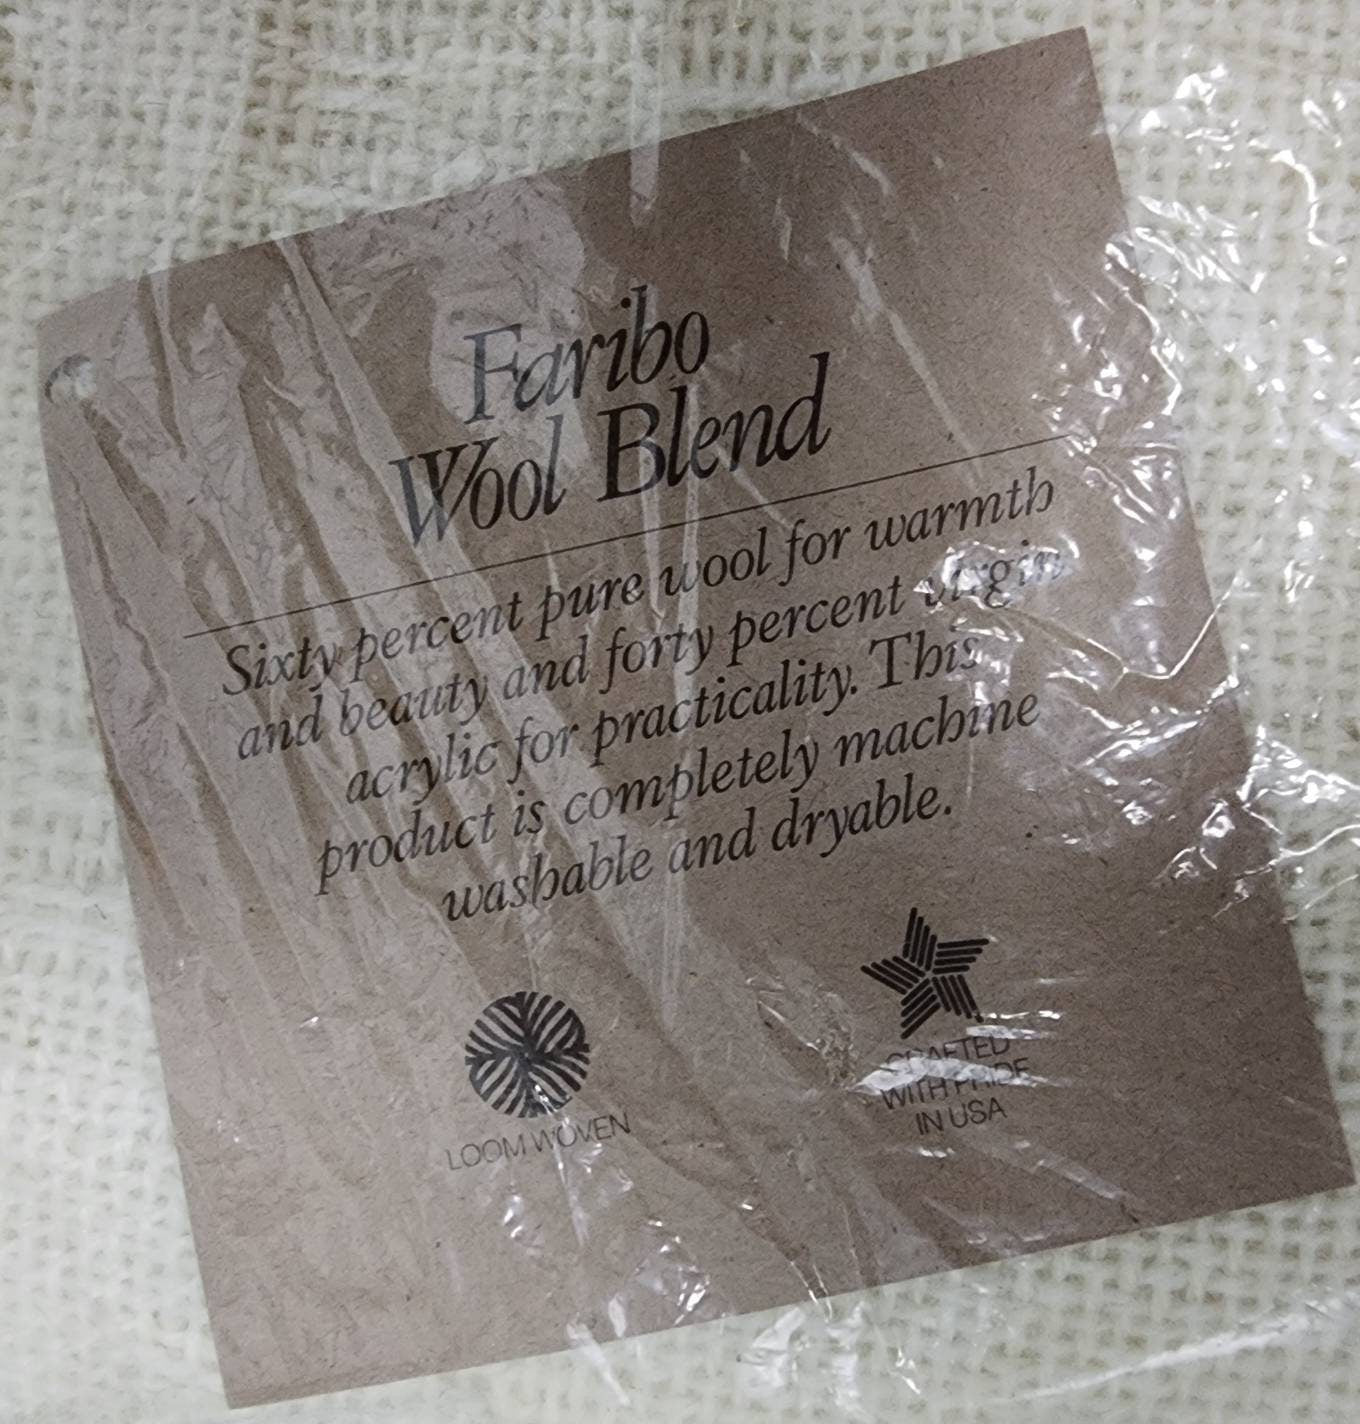 Faribo
Wool Blend
Sixty percent pure wool for warmth
and beauty and forty percent virgin
acrylic for practicality. This
product is completely machine
washable and dryable.
LOOM WOVEN
CRAFTED
WITH PRIDE
IN USA